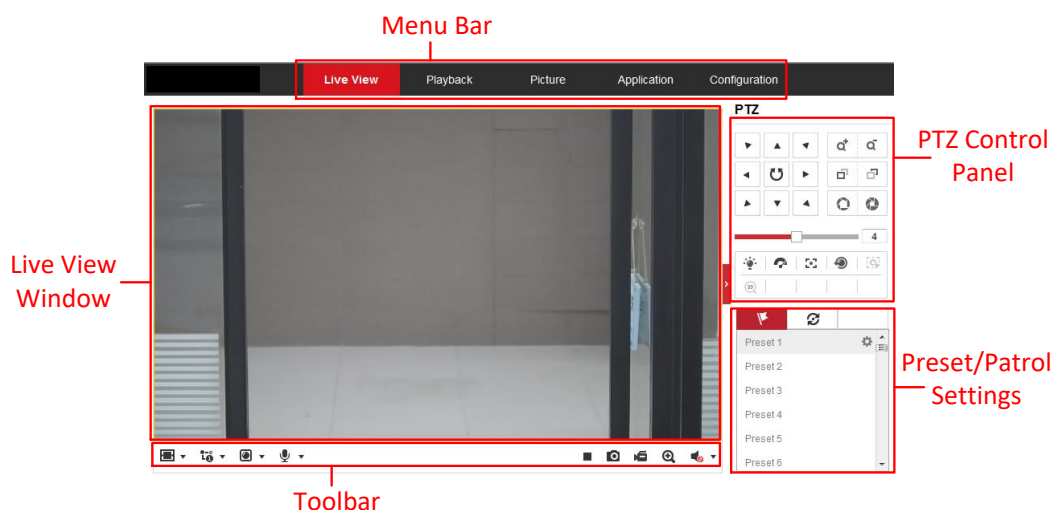 Menu Bar
Live View
Playback
Picture
Application
Configuration
PTZ
PTZ Control
Panel
4
Live View
Window
Preset 1
Preset 2
Preset 3
Preset 4
Preset 5
Preset 6
Preset/Patrol
Settings
Toolbar